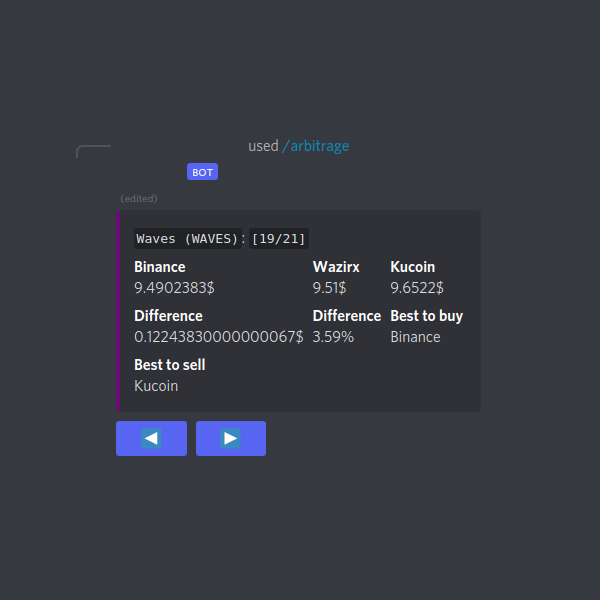 used /arbitrage
BOT
(edited)
Waves (WAVES): [19/21]
Binance Wazirx Kucoin
9.4902383$ 9.51$ 9.6522$
Difference Difference Best to buy
0.12243830000000067$ 3.59% Binance
Best to sell
Kucoin